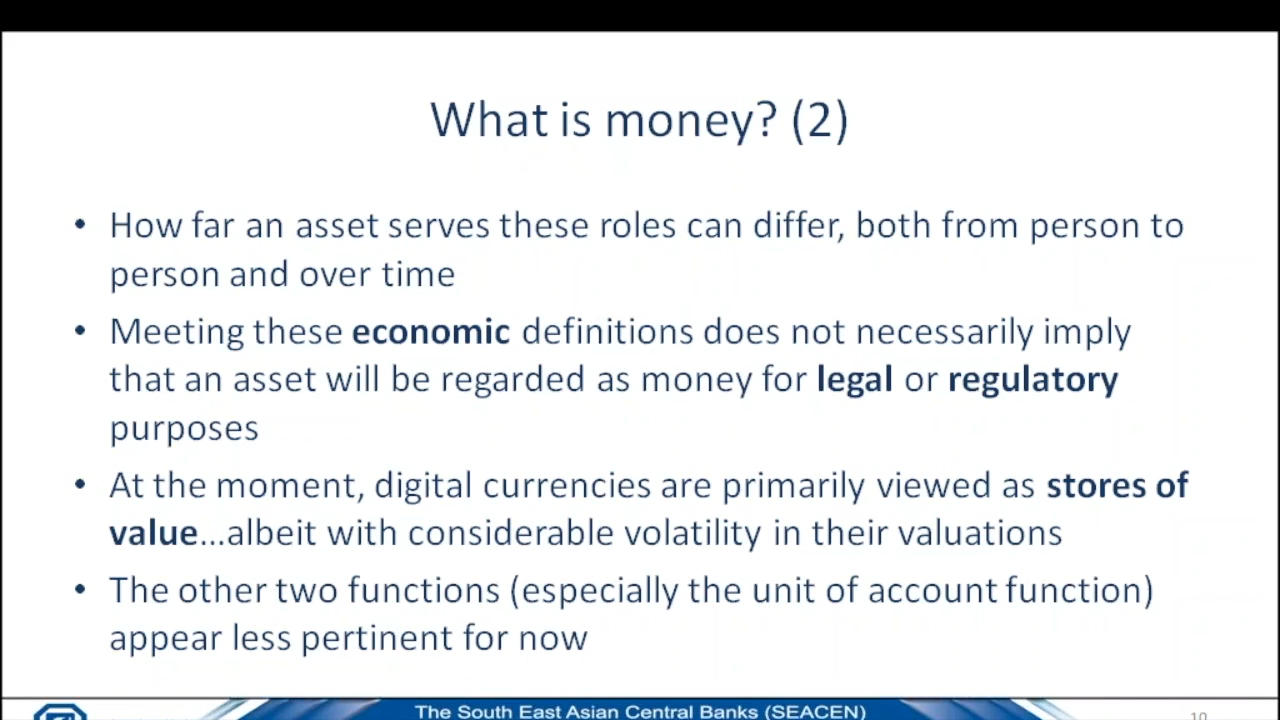 What is money? (2)
• How far an asset serves these roles can differ, both from person to
person and over time
• Meeting these economic definitions does not necessarily imply
that an asset will be regarded as money for legal or regulatory
purposes
• At the moment, digital currencies are primarily viewed as stores of
value...albeit with considerable volatility in their valuations
• The other two functions (especially the unit of account function)
appear less pertinent for now
The South East Asian Central Banks (SEACEN)
10